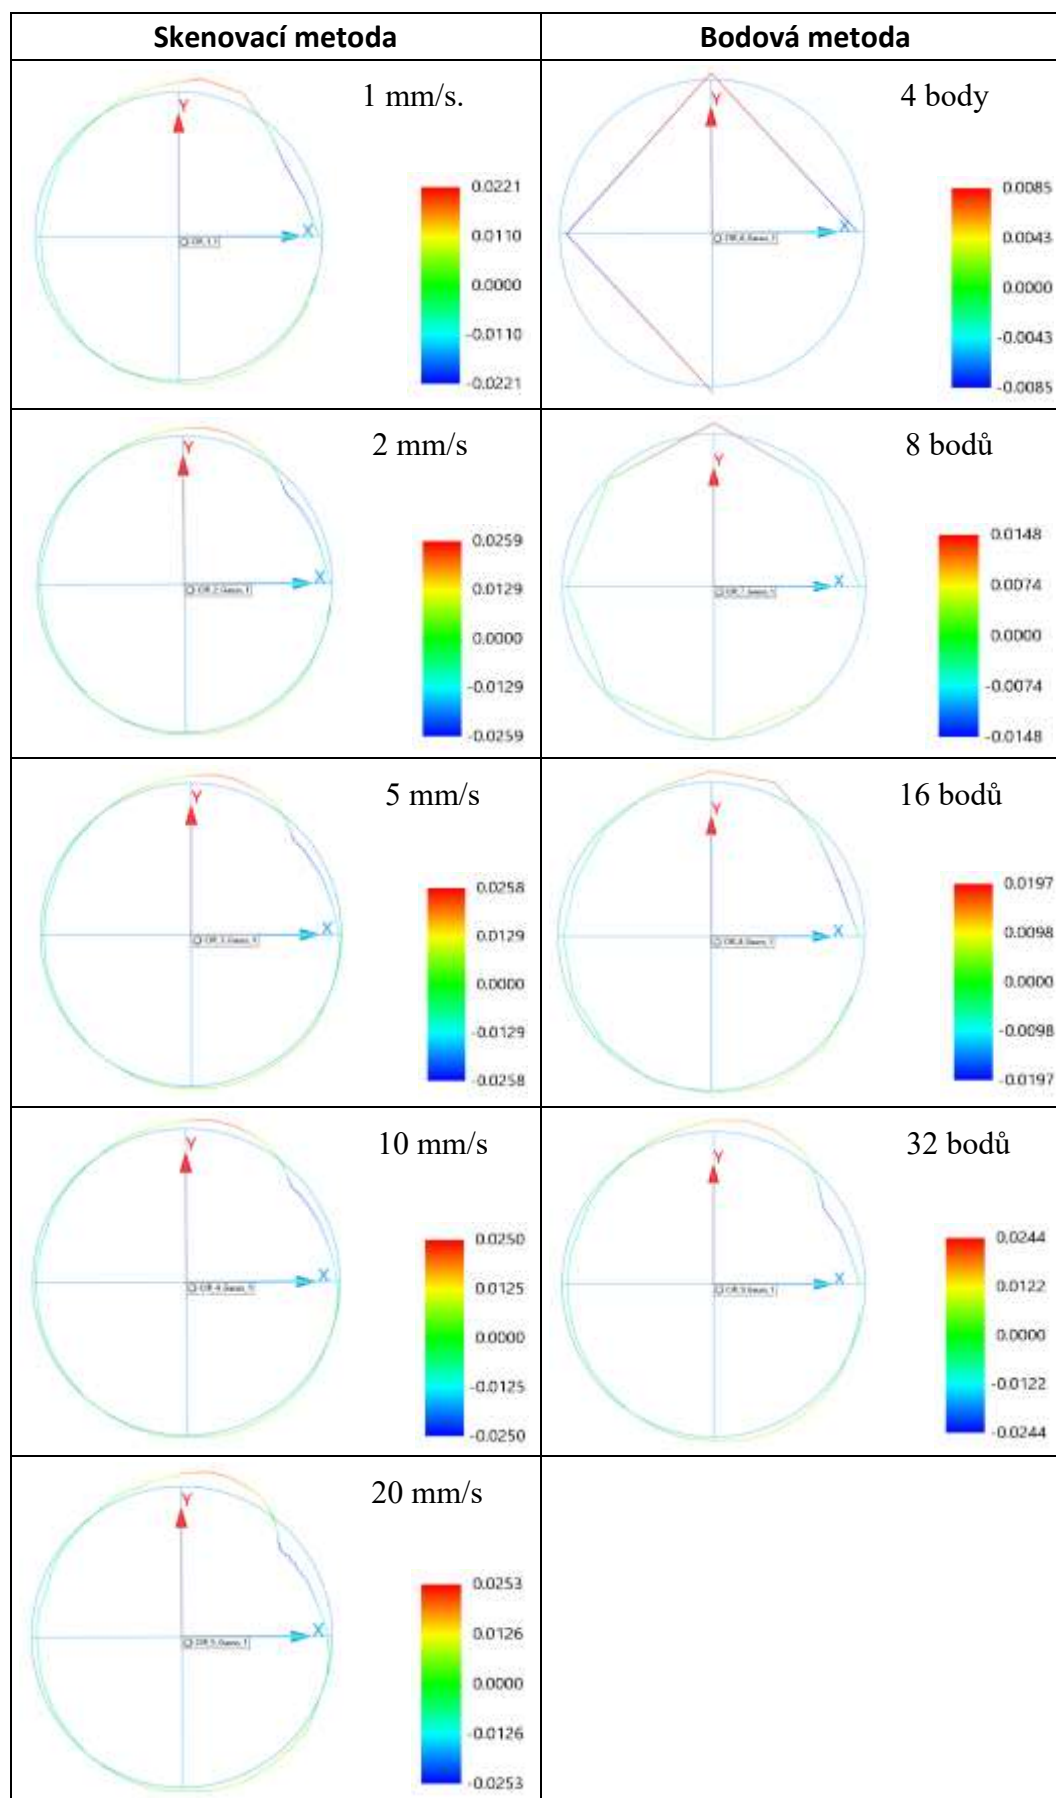 Skenovací metoda
Bodová metoda
1 mm/s.
Y
X
0.0221
0.0110
0.0000
-0.0110
-0.0221
4 body
Y
X
0.0085
0.0043
0.0000
-0.0043
-0.0085
2 mm/s
Y
X
0.0259
0.0129
0.0000
-0.0129
-0.0259
8 bodů
Y
X
0.0148
0.0074
0.0000
-0.0074
-0.0148
5 mm/s
Y
X
0.0258
0.0129
0.0000
-0.0129
-0.0258
16 bodů
Y
X
0.0197
0.0098
0.0000
-0.0098
-0.0197
10 mm/s
Y
X
0.0250
0.0125
0.0000
-0.0125
-0.0250
32 bodů
Y
X
0.0244
0.0122
0.0000
-0.0122
-0.0244
20 mm/s
Y
X
0.0253
0.0126
0.0000
-0.0126
-0.0253